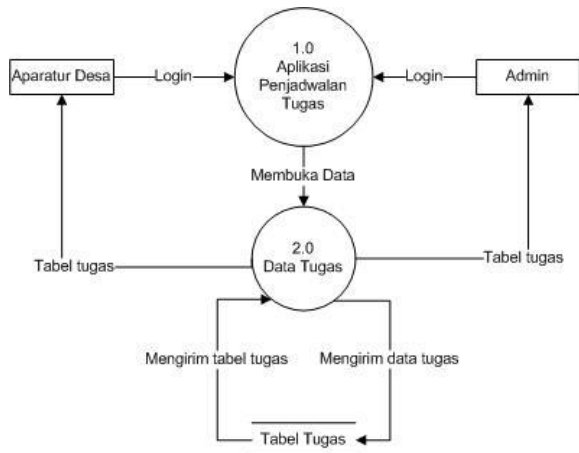 1.0
Aplikasi
Penjadwalan
Tugas
Aparatur Desa
Login
Login
Admin
Membuka Data
2.0
Data Tugas
Tabel tugas
Tabel tugas
Mengirim tabel tugas
Mengirim data tugas
Tabel Tugas